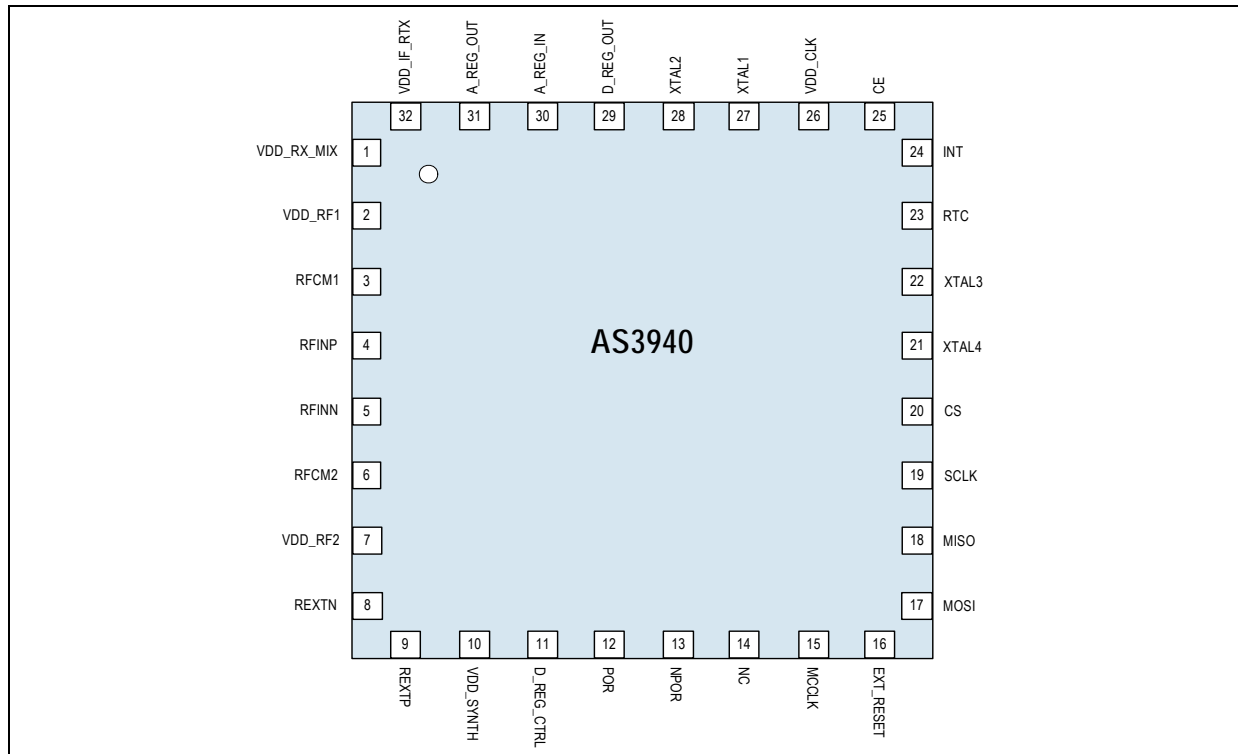 VDD_IF_RTX
A_REG_OUT
A_REG_IN
D_REG_OUT
XTAL2
XTAL1
VDD_CLK
CE
32 31 30 29 28 27 26 25
VDD_RX_MIX 1
24 INT
VDD_RF1 2
23 RTC
RFCM1 3
22 XTAL3
RFINP 4
AS3940
21 XTAL4
RFINN 5
20 CS
RFCM2 6
19 SCLK
VDD_RF2 7
18 MISO
REXTN 8
17 MOSI
9 10 11 12 13 14 15 16
REXTP
VDD_SYNTH
D_REG_CTRL
POR
NPOR
NC
MCCLK
EXT_RESET